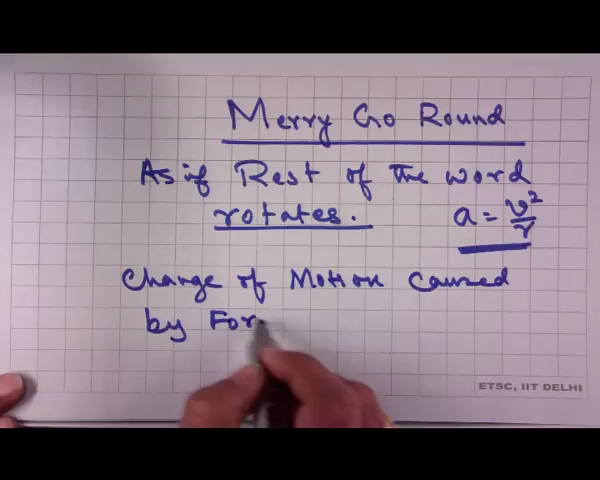 Merry Go Round
As if Rest of the word
rotates. a = v²/r
Change of Motion Caused
by For
ETSC, IIT DELHI